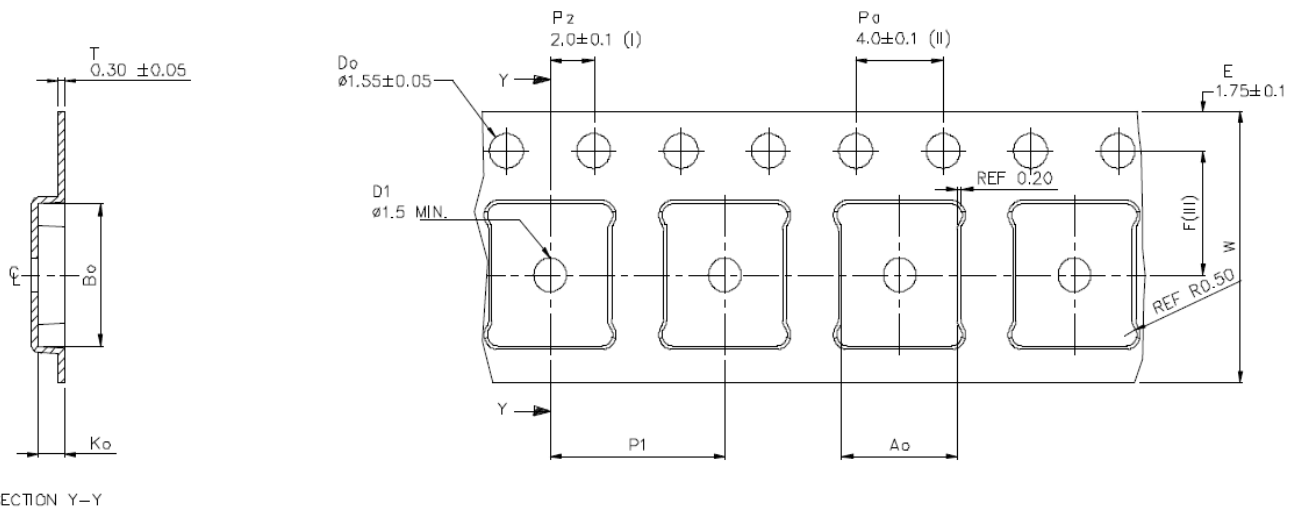 T
0.30 ±0.05
Do
ø1.55±0.05
P2
2.0±0.1 (I)
Po
4.0±0.1 (II)
E
1.75±0.1
Y
D1
ø1.5 MIN.
REF 0.20
F(III)
W
REF R0.50
Bo
Ko
Y
P1
Ao
ECTION Y-Y